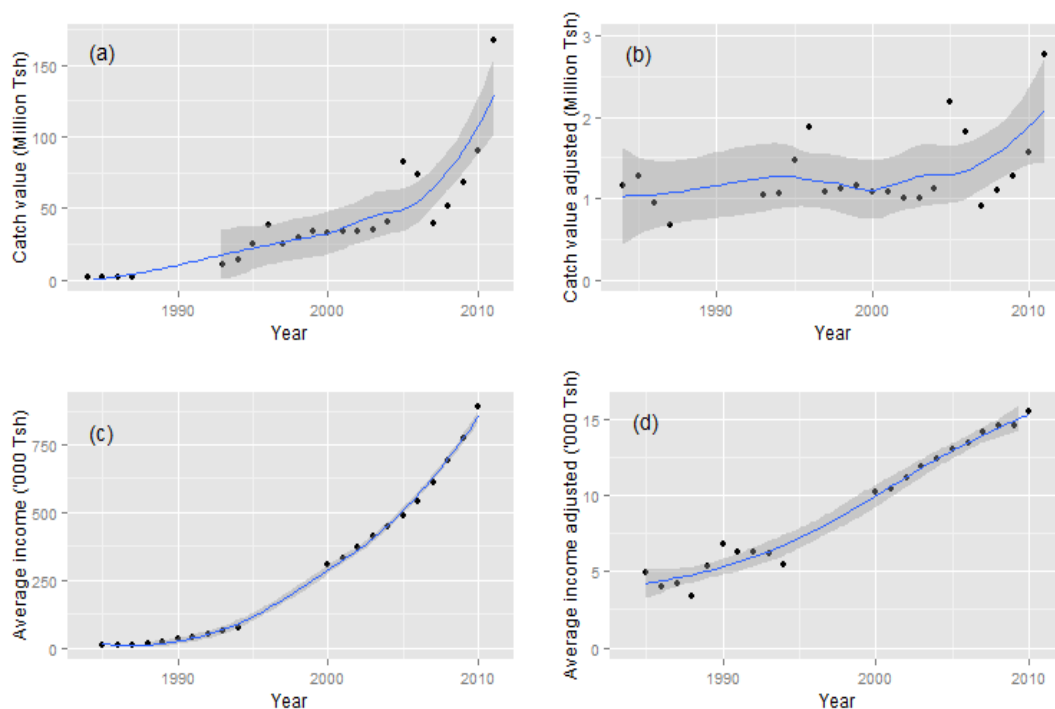 (a)
Catch value (Million Tsh)
150
100
50
0
1990
2000
2010
Year
(b)
Catch value adjusted (Million Tsh)
3
2
1
0
1990
2000
2010
Year
(c)
Average income ('000 Tsh)
750
500
250
0
1990
2000
2010
Year
(d)
Average income adjusted ('000 Tsh)
15
10
5
0
1990
2000
2010
Year